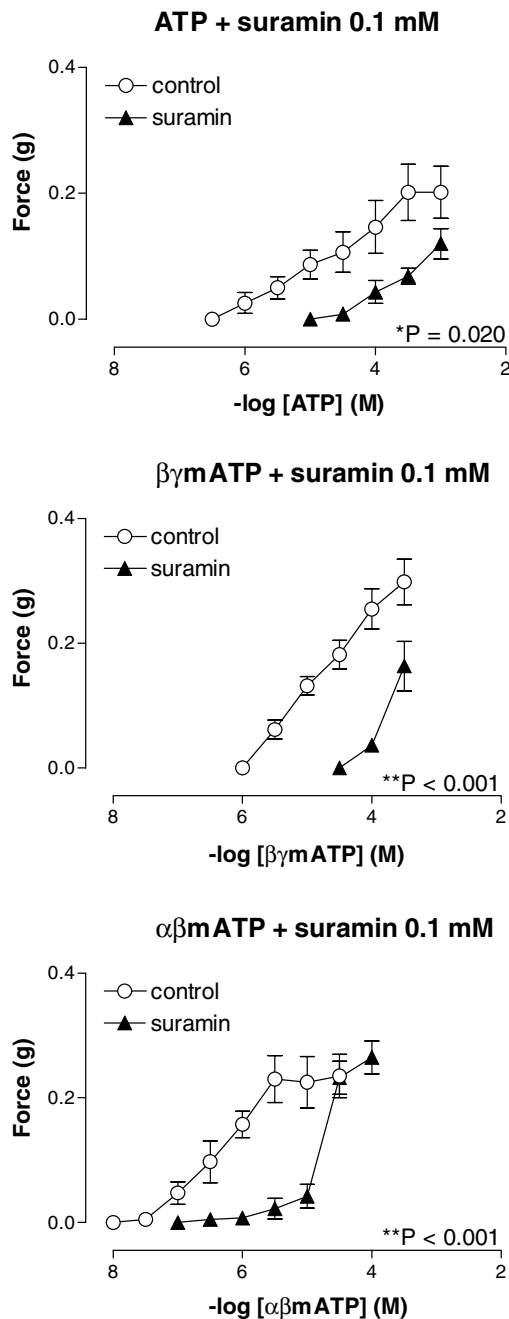 ATP + suramin 0.1 mM
0.4
control
suramin
0.2
Force (g)
0.0
*P = 0.020
8 6 4 2
-log [ATP] (M)
βγmATP + suramin 0.1 mM
0.4
control
suramin
0.2
Force (g)
0.0
**P < 0.001
8 6 4 2
-log [βγmATP] (M)
αβmATP + suramin 0.1 mM
0.4
control
suramin
0.2
Force (g)
0.0
**P < 0.001
8 6 4 2
-log [αβmATP] (M)